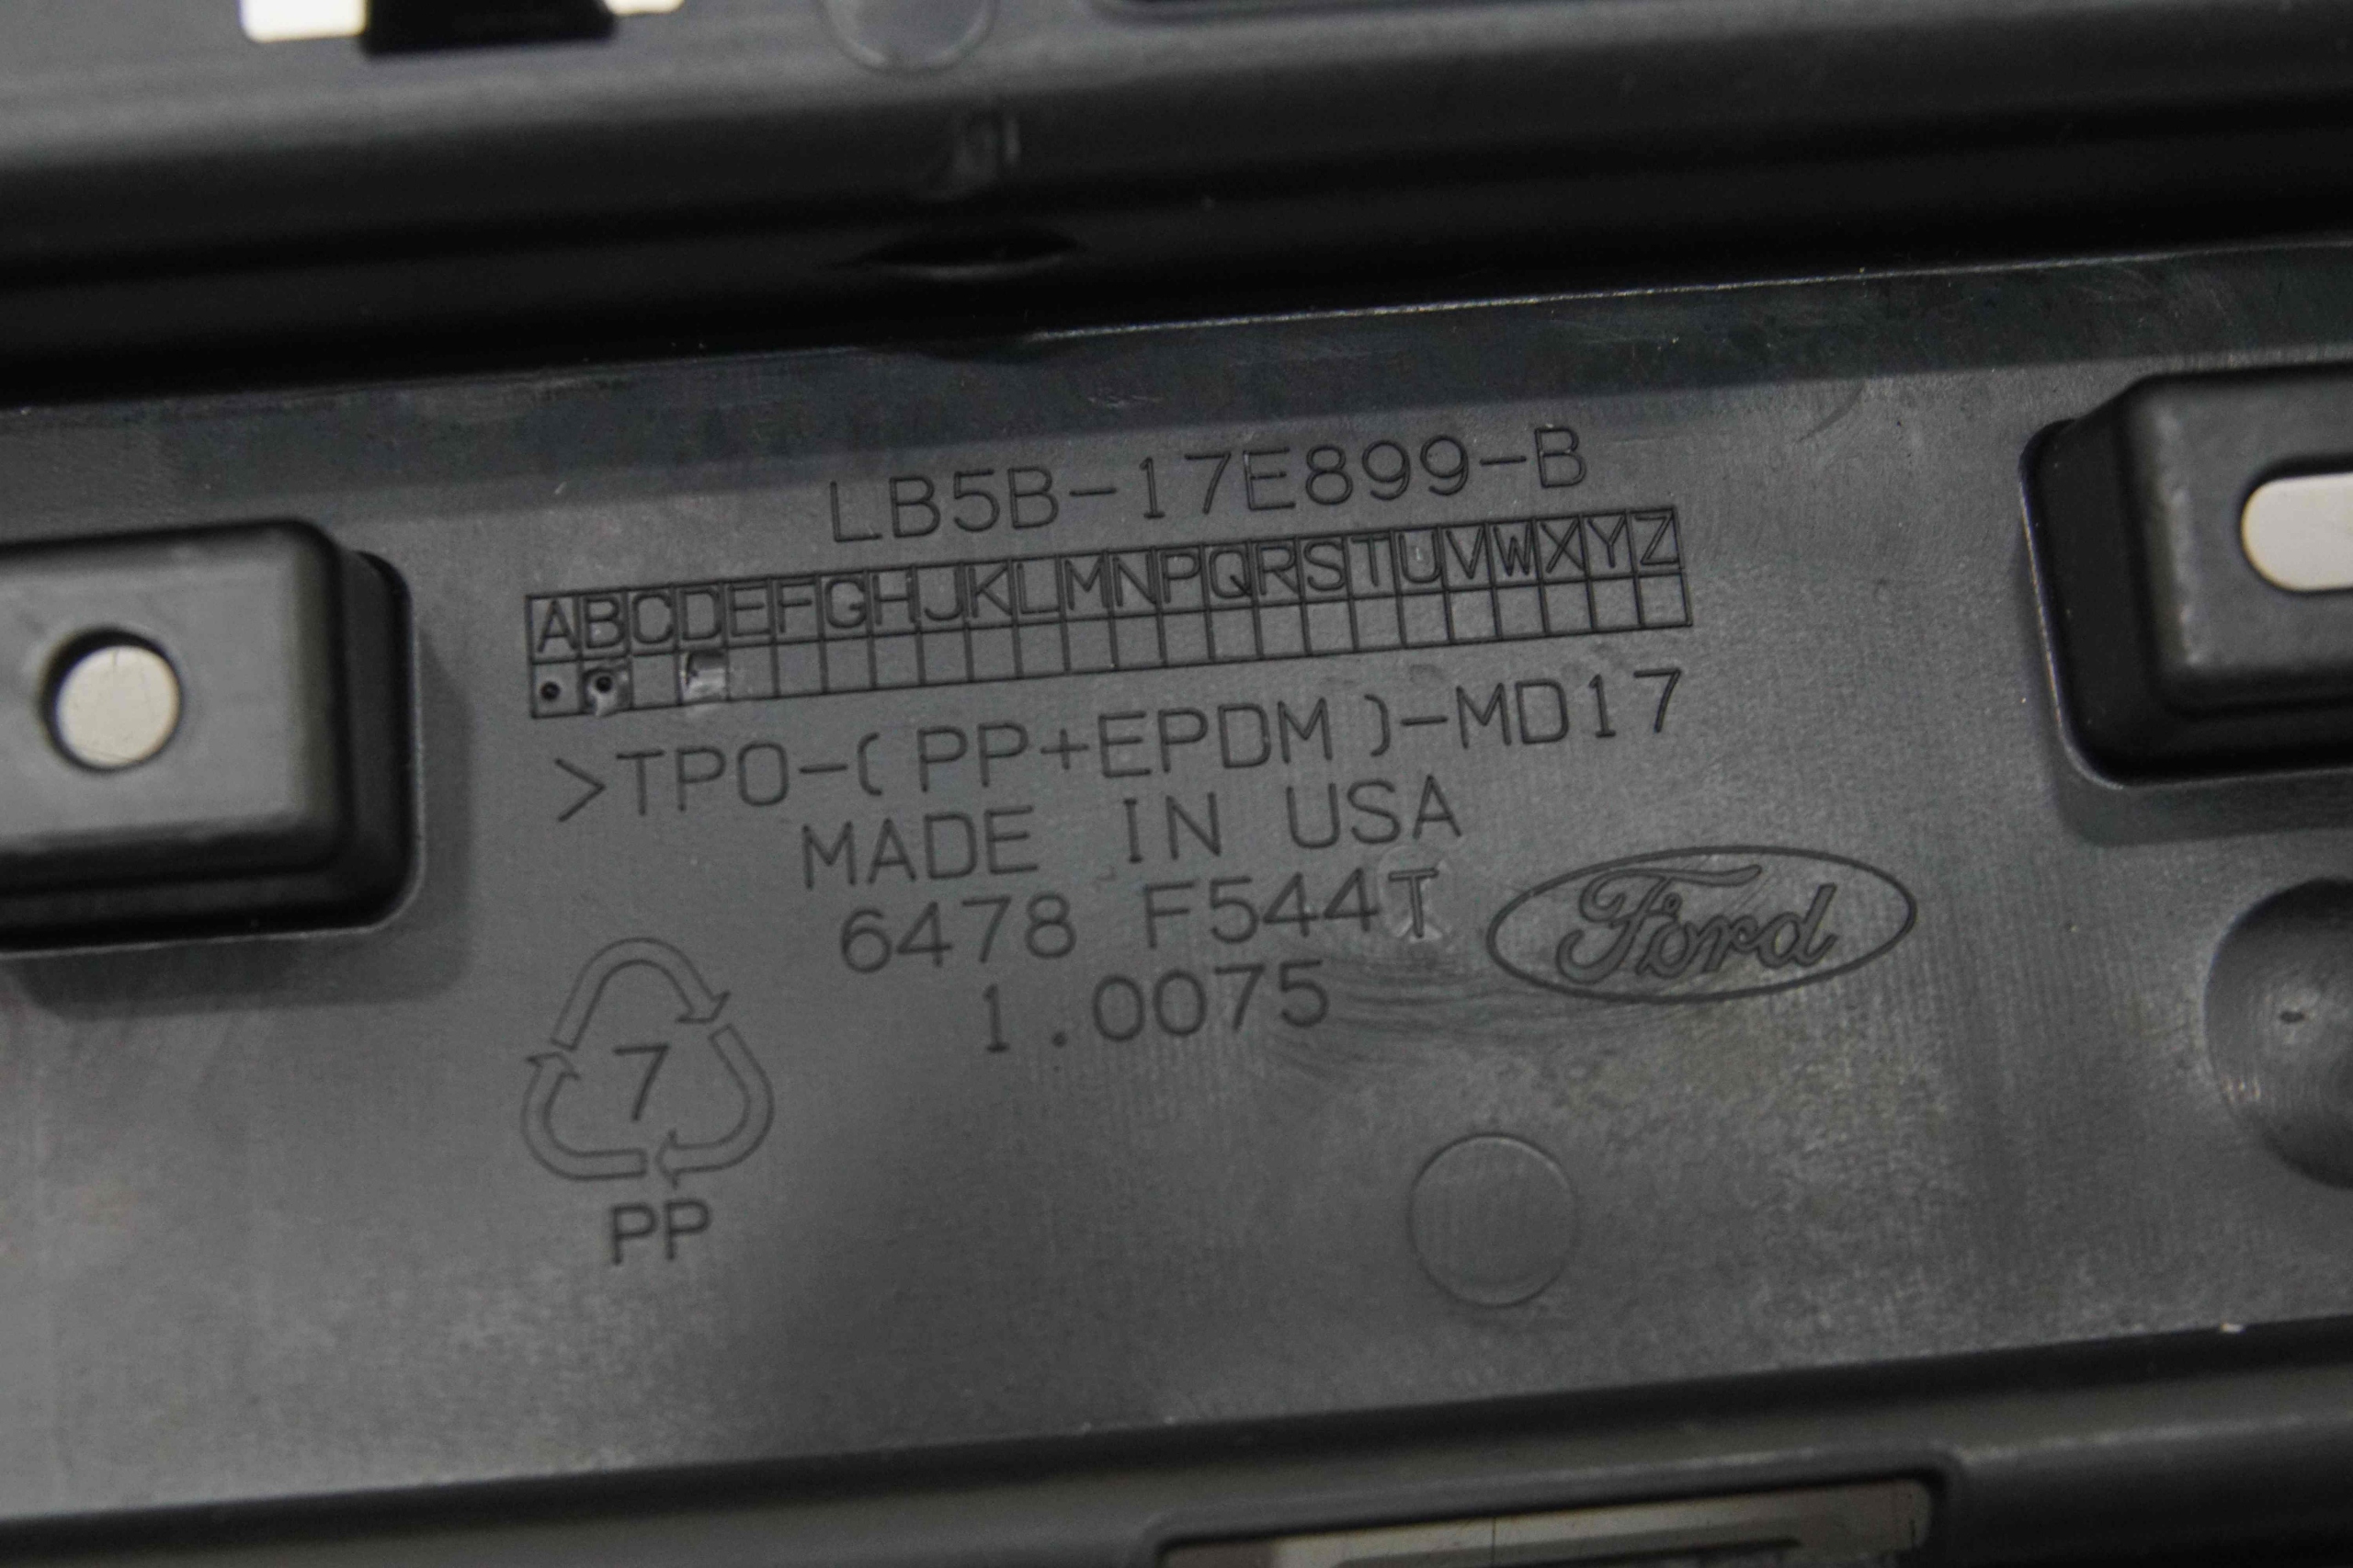 LB5B-17E899-B
ABCDEFGHJKLMNPQRSTUVWXYZ
>TPO-(PP+EPDM)-MD17
MADE IN USA
6478 F544T
Ford
1.0075
7
PP